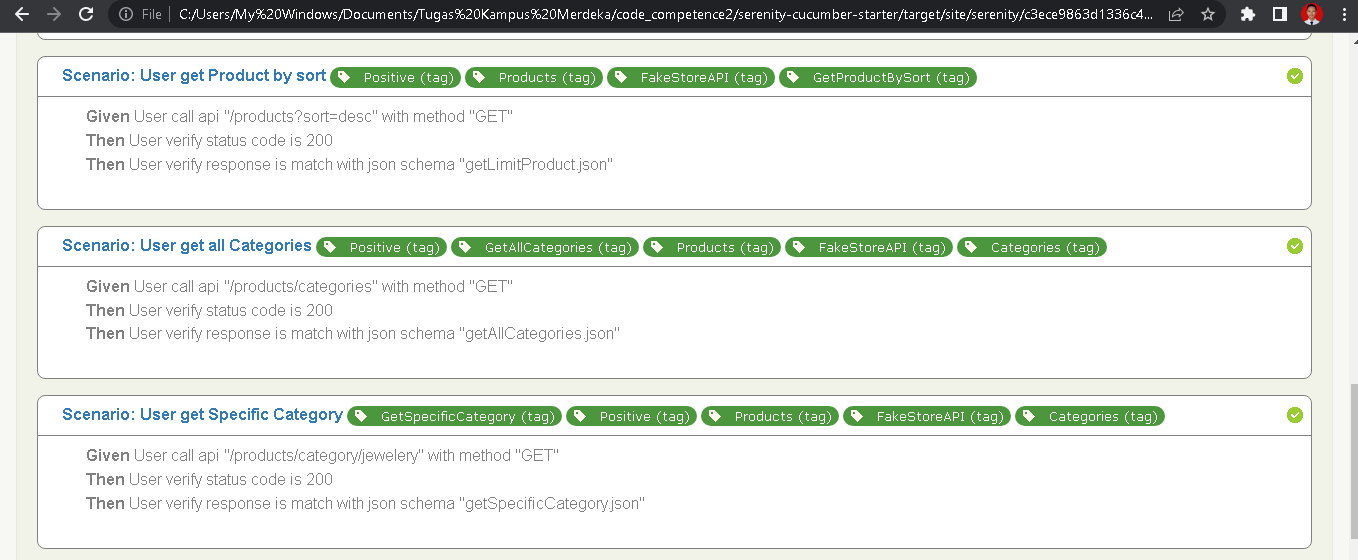 File C:/Users/My%20Windows/Documents/Tugas%20Kampus%20Merdeka/code_competence2/serenity-cucumber-starter/target/site/serenity/c3ece9863d1336c4...
Scenario: User get Product by sort Positive (tag) Products (tag) FakeStoreAPI (tag) GetProductBySort (tag)
Given User call api "/products?sort=desc" with method "GET"
Then User verify status code is 200
Then User verify response is match with json schema "getLimitProduct.json"
Scenario: User get all Categories Positive (tag) GetAllCategories (tag) Products (tag) FakeStoreAPI (tag) Categories (tag)
Given User call api "/products/categories" with method "GET"
Then User verify status code is 200
Then User verify response is match with json schema "getAllCategories.json"
Scenario: User get Specific Category GetSpecificCategory (tag) Positive (tag) Products (tag) FakeStoreAPI (tag) Categories (tag)
Given User call api "/products/category/jewelery" with method "GET"
Then User verify status code is 200
Then User verify response is match with json schema "getSpecificCategory.json"